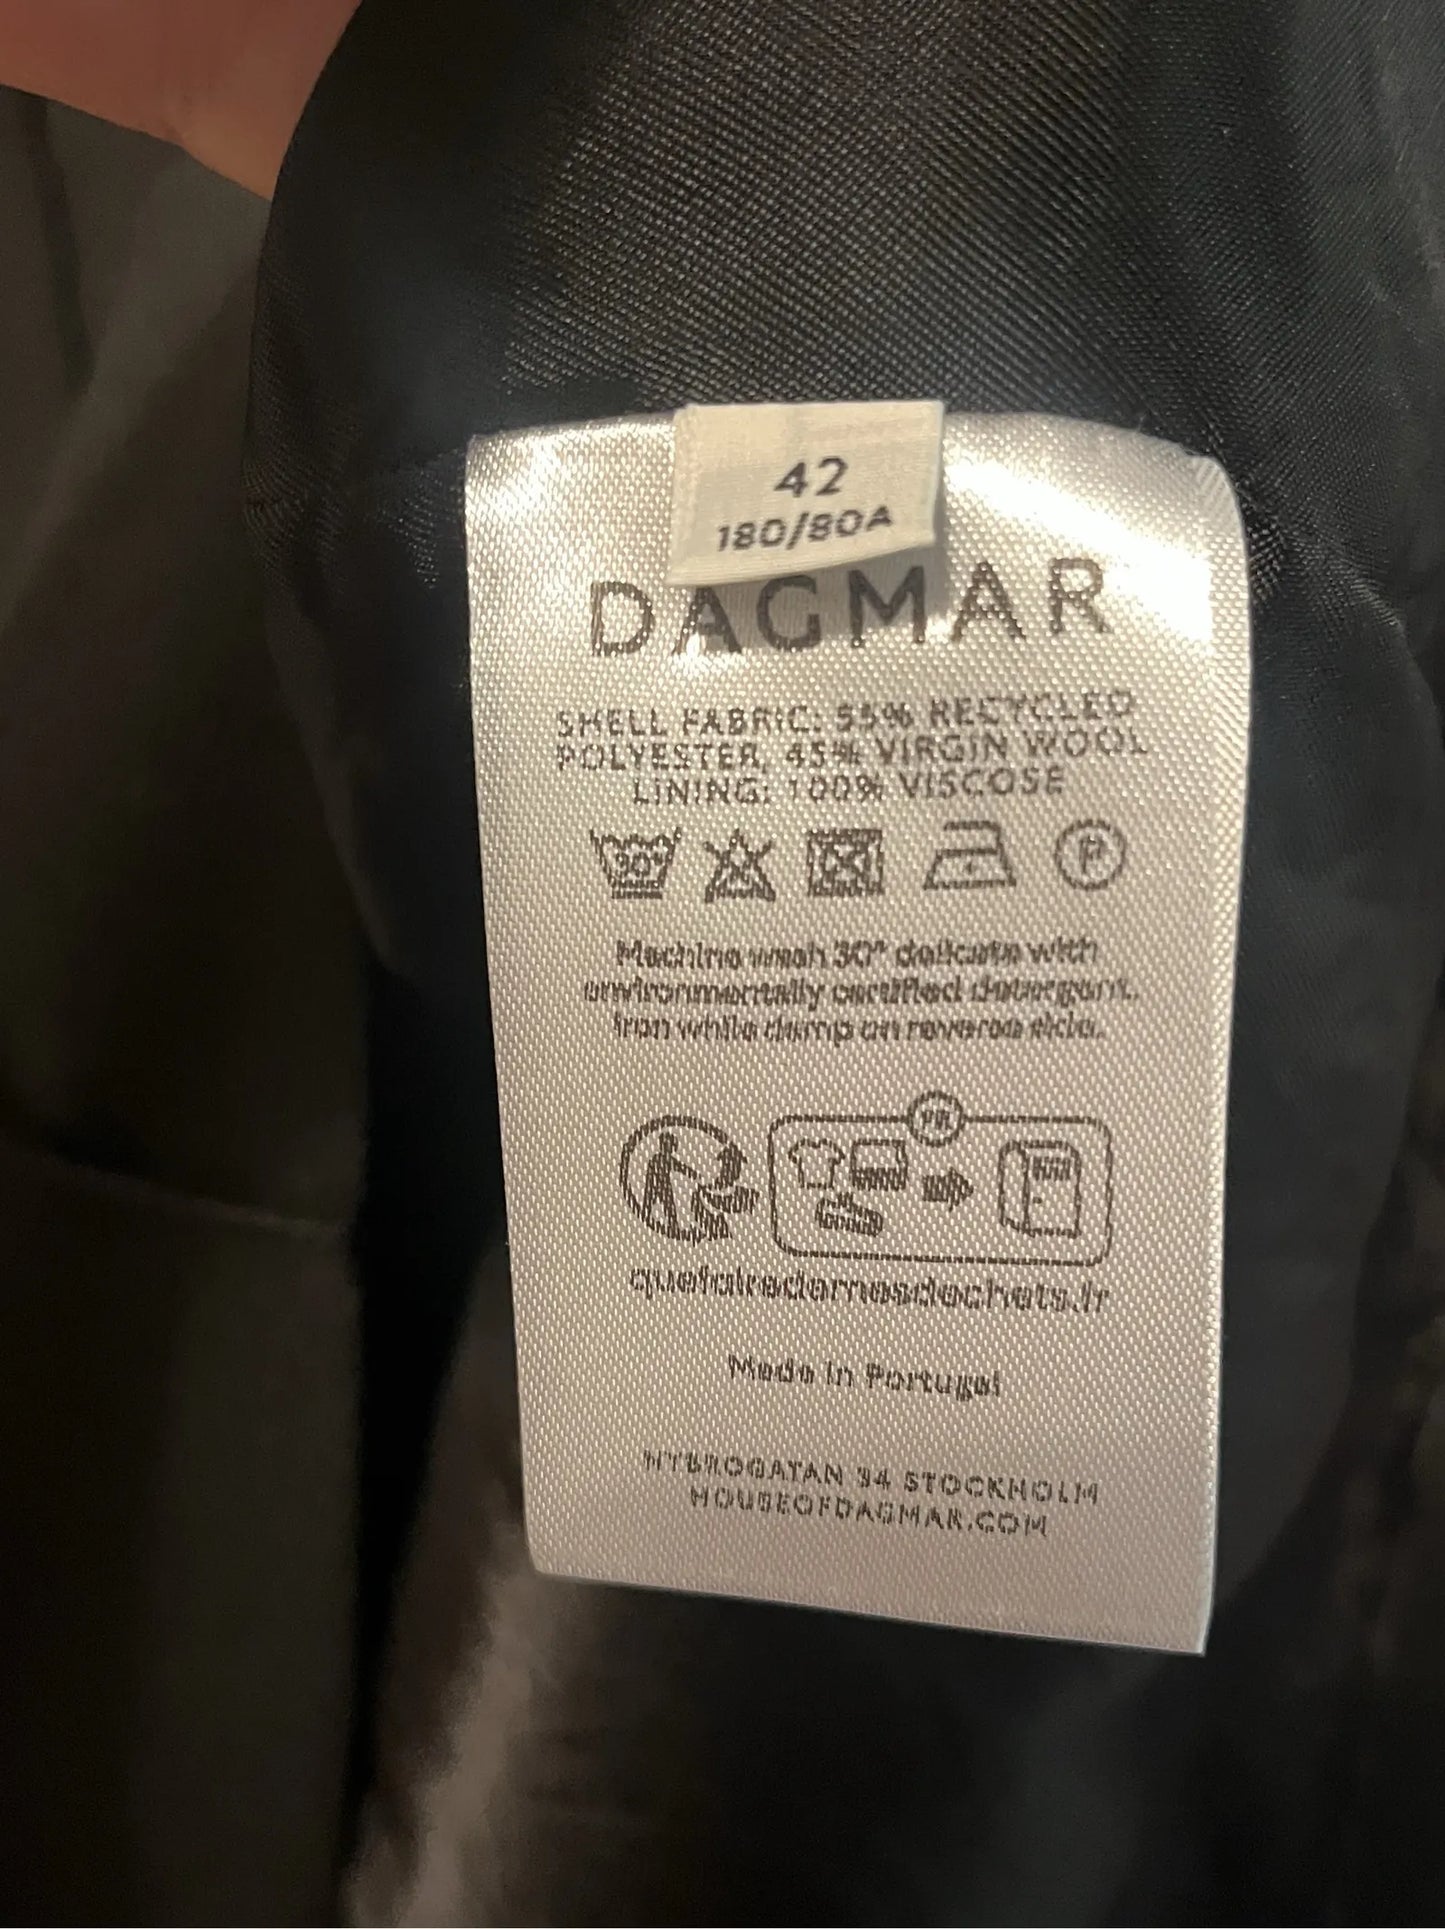 42
180/80A
DAGMAR
SHELL FABRIC: 55% RECYCLED
POLYESTER, 45% VIRGIN WOOL
LINING: 100% VISCOSE
30° P
Machine wash 30° delicate with
environmentally certified detergent.
Iron while damp on reverse side.
FR
quefairedemesdechets.fr
Made in Portugal
NYBROGATAN 34 STOCKHOLM
HOUSEOFDAGMAR.COM